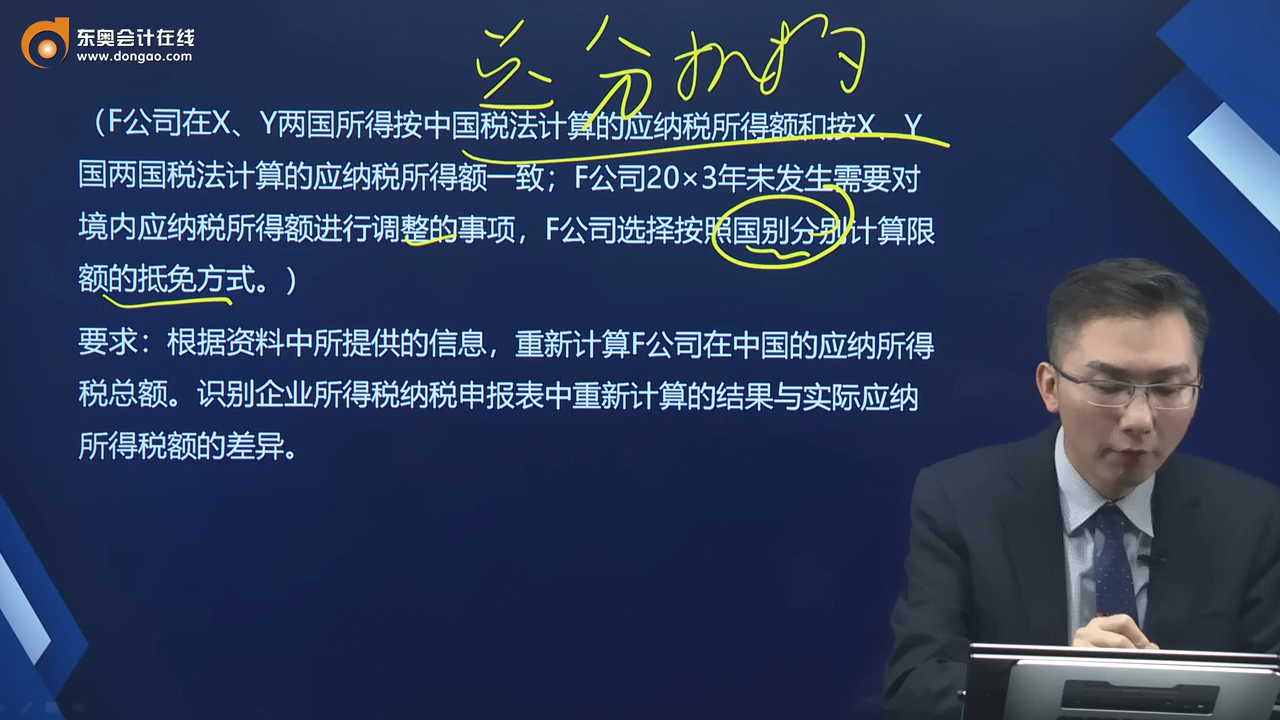 东奥会计在线
www.dongao.com
总分机构
（F公司在X、Y两国所得按中国税法计算的应纳税所得额和按X、Y
国两国税法计算的应纳税所得额一致；F公司20×3年未发生需要对
境内应纳税所得额进行调整的事项，F公司选择按照国别分别计算限
额的抵免方式。）
要求：根据资料中所提供的信息，重新计算F公司在中国的应纳所得
税总额。识别企业所得税纳税申报表中重新计算的结果与实际应纳
所得税额的差异。